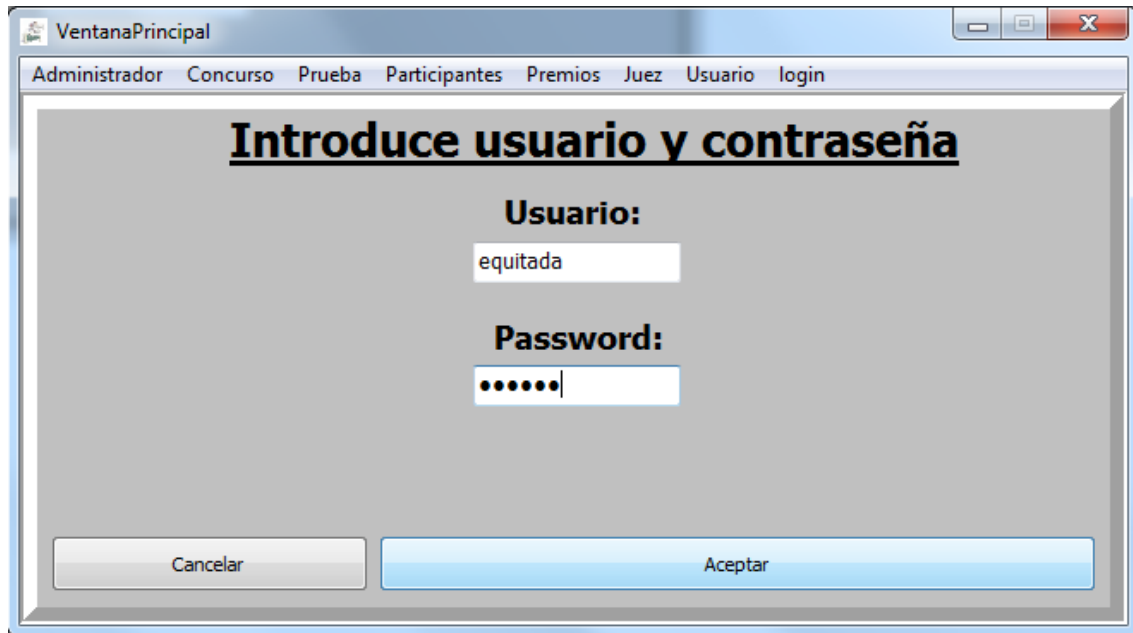 VentanaPrincipal
Administrador Concurso Prueba Participantes Premios Juez Usuario login
Introduce usuario y contraseña
Usuario:
equitada
Password:
••••••
Cancelar Aceptar